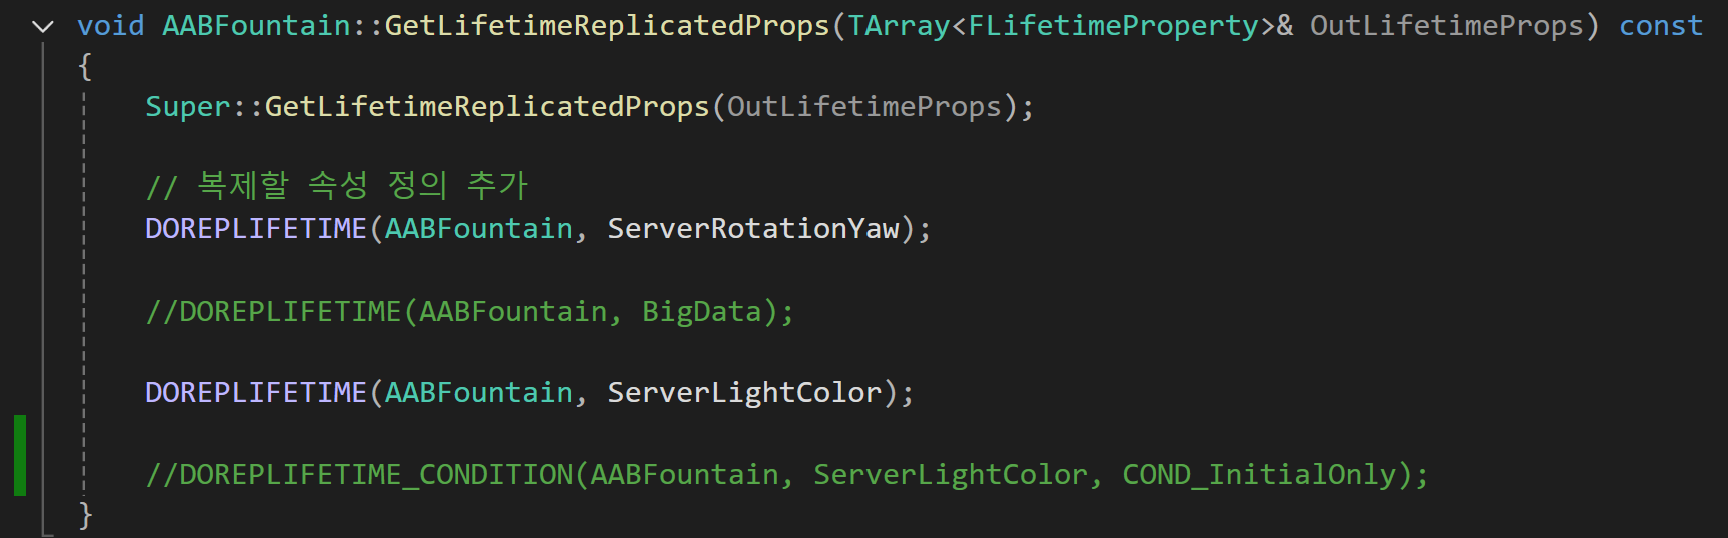 void AABFountain::GetLifetimeReplicatedProps(TArray<FLifetimeProperty>& OutLifetimeProps) const
{
Super::GetLifetimeReplicatedProps(OutLifetimeProps);
// 복제할 속성 정의 추가
DOREPLIFETIME(AABFountain, ServerRotationYaw);
//DOREPLIFETIME(AABFountain, BigData);
DOREPLIFETIME(AABFountain, ServerLightColor);
//DOREPLIFETIME_CONDITION(AABFountain, ServerLightColor, COND_InitialOnly);
}